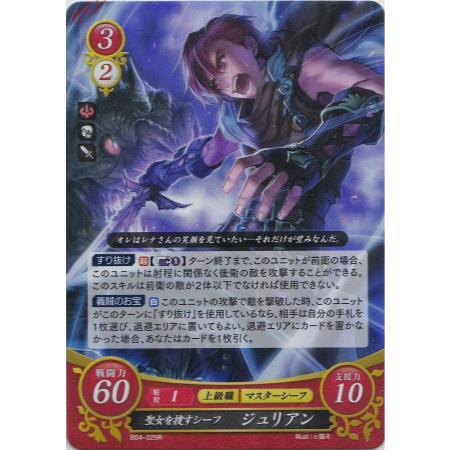 3
2
オレはレナさんの笑顔を見ていたい…それだけが望みなんだ。
すり抜け 起 【1】ターン終了まで、このユニットが前衛の場合、
このユニットは射程に関係なく後衛の敵を攻撃することができる。
このスキルは前衛の敵が2体以下でなければ使用できない。
義賊のお宝 自 このユニットの攻撃で敵を撃破した時、このユニット
がこのターンに『すり抜け』を使用しているなら、相手は自分の手札を
1枚選び、退避エリアに置いてもよい。退避エリアにカードを置かな
かった場合、あなたはカードを1枚引く。
戦闘力
60
射程 1
上級職 マスターシーフ
支援力
10
聖女を捜すシーフ ジュリアン
B04-029R